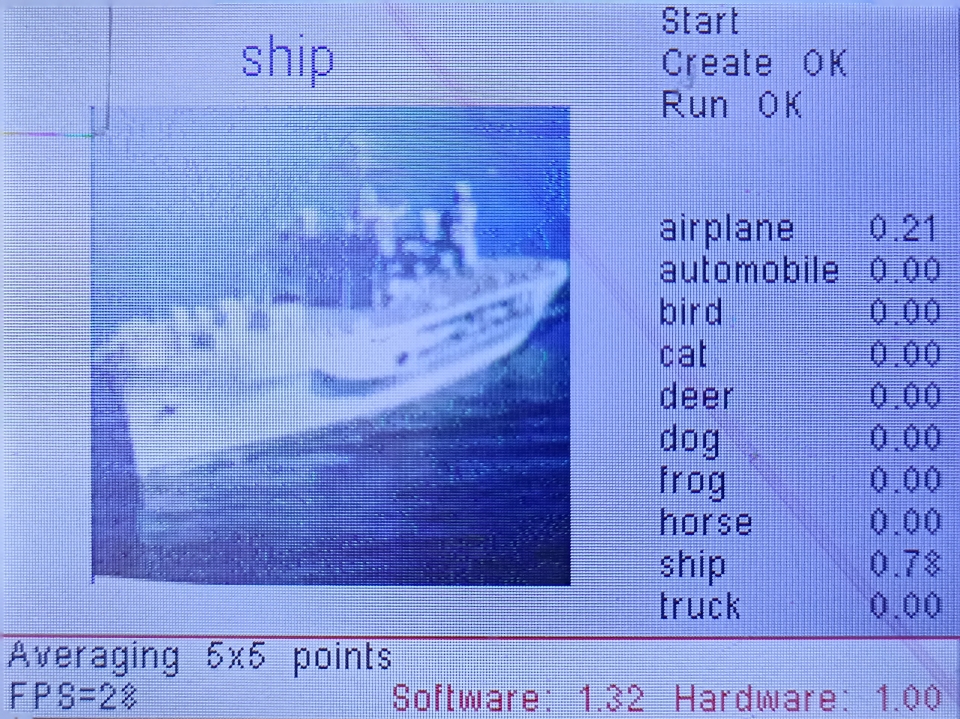 ship
Start
Create OK
Run OK
airplane 0.21
automobile 0.00
bird 0.00
cat 0.00
deer 0.00
dog 0.00
frog 0.00
horse 0.00
ship 0.78
truck 0.00
Averaging 5x5 points
FPS=28
Software: 1.32 Hardware: 1.00